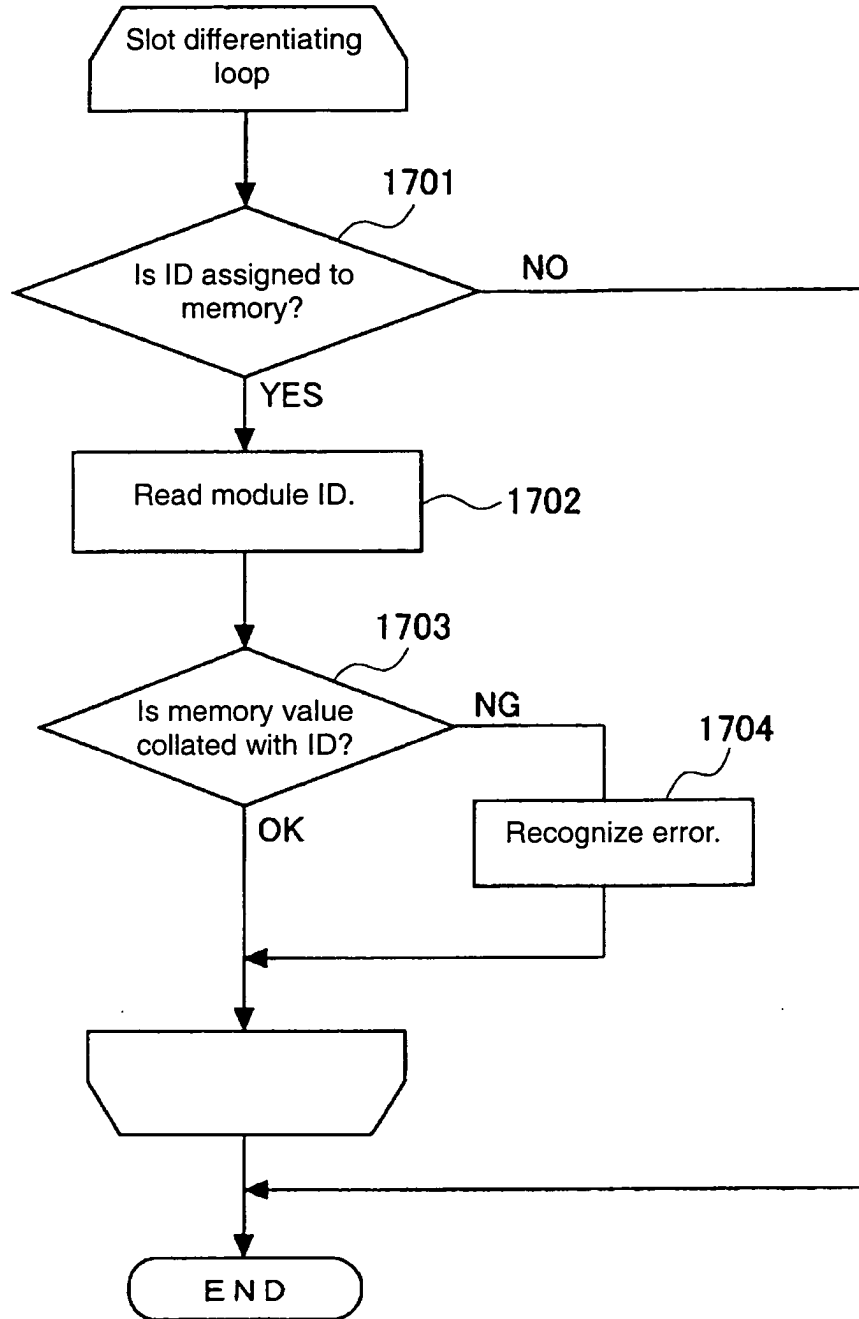 Slot differentiating
loop
1701
Is ID assigned to
memory?
NO
YES
Read module ID.
1702
1703
Is memory value
collated with ID?
NG
1704
OK
Recognize error.
END